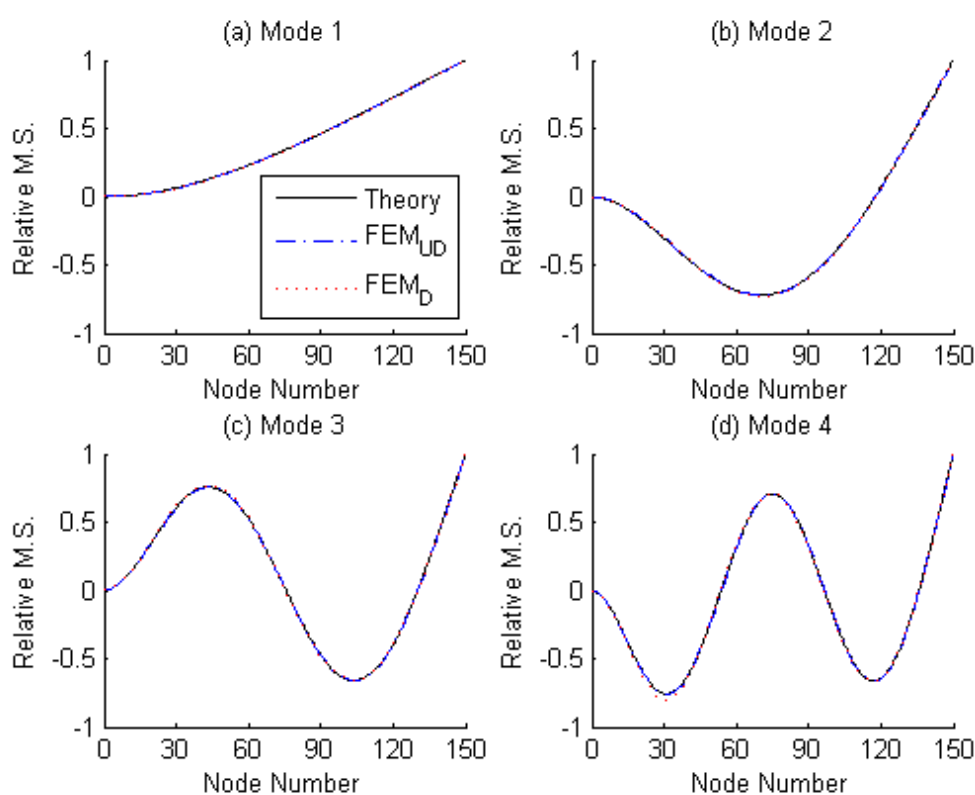 (a) Mode 1
1
0.5
0
-0.5
-1
Relative M.S.
Theory
FEM_UD
FEM_D
0 30 60 90 120 150
Node Number
(b) Mode 2
1
0.5
0
-0.5
-1
Relative M.S.
0 30 60 90 120 150
Node Number
(c) Mode 3
1
0.5
0
-0.5
-1
Relative M.S.
0 30 60 90 120 150
Node Number
(d) Mode 4
1
0.5
0
-0.5
-1
Relative M.S.
0 30 60 90 120 150
Node Number